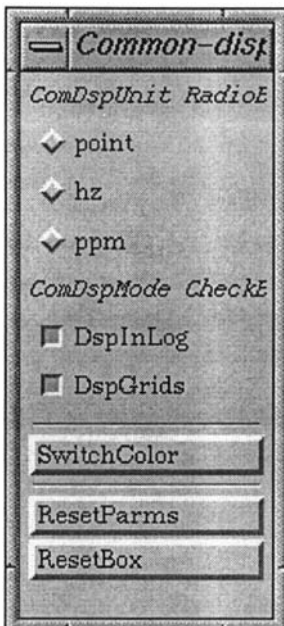 Common-disp
ComDspUnit RadioB
point
hz
ppm
ComDspMode CheckB
DspInLog
DspGrids
SwitchColor
ResetParms
ResetBox